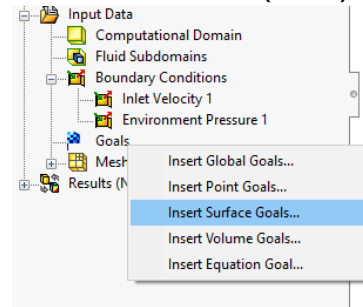 Input Data
Computational Domain
Fluid Subdomains
Boundary Conditions
Inlet Velocity 1
Environment Pressure 1
Goals
Mesh
Results (N
Insert Global Goals...
Insert Point Goals...
Insert Surface Goals...
Insert Volume Goals...
Insert Equation Goal...